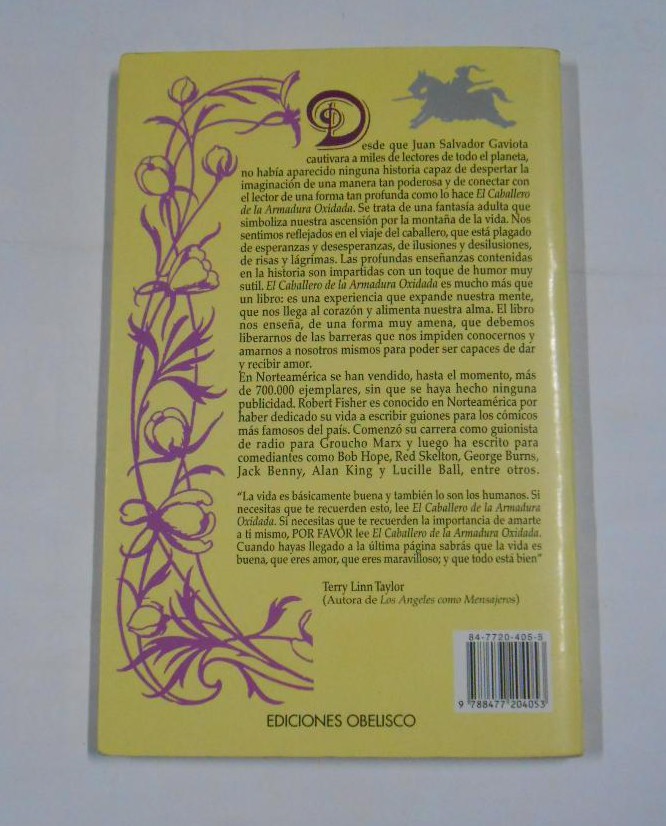 Desde que Juan Salvador Gaviota
cautivara a miles de lectores de todo el planeta,
no había aparecido ninguna historia capaz de despertar la
imaginación de una manera tan poderosa y de conectar con
el lector de una forma tan profunda como lo hace El Caballero
de la Armadura Oxidada. Se trata de una fantasía adulta que
simboliza nuestra ascensión por la montaña de la vida. Nos
sentimos reflejados en el viaje del caballero, que está plagado
de esperanzas y desesperanzas, de ilusiones y desilusiones,
de risas y lágrimas. Las profundas enseñanzas contenidas
en la historia son impartidas con un toque de humor muy
sutil. El Caballero de la Armadura Oxidada es mucho más que
un libro: es una experiencia que expande nuestra mente,
que nos llega al corazón y alimenta nuestra alma. El libro
nos enseña, de una forma muy amena, que debemos
liberarnos de las barreras que nos impiden conocernos y
amarnos a nosotros mismos para poder ser capaces de dar
y recibir amor.
En Norteamérica se han vendido, hasta el momento, más
de 700.000 ejemplares, sin que se haya hecho ninguna
publicidad. Robert Fisher es conocido en Norteamérica por
haber dedicado su vida a escribir guiones para los cómicos
más famosos del país. Comenzó su carrera como guionista
de radio para Groucho Marx y luego ha escrito para
comediantes como Bob Hope, Red Skelton, George Burns,
Jack Benny, Alan King y Lucille Ball, entre otros.
“La vida es básicamente buena y también lo son los humanos. Si
necesitas que te recuerden esto, lee El Caballero de la Armadura
Oxidada. Si necesitas que te recuerden la importancia de amarte
a ti mismo, POR FAVOR lee El Caballero de la Armadura Oxidada.
Cuando hayas llegado a la última página sabrás que la vida es
buena, que eres amor, que eres maravilloso; y que todo está bien”
Terry Linn Taylor
(Autora de Los Angeles como Mensajeros)
84-7720-405-5
9 788477 204053
EDICIONES OBELISCO